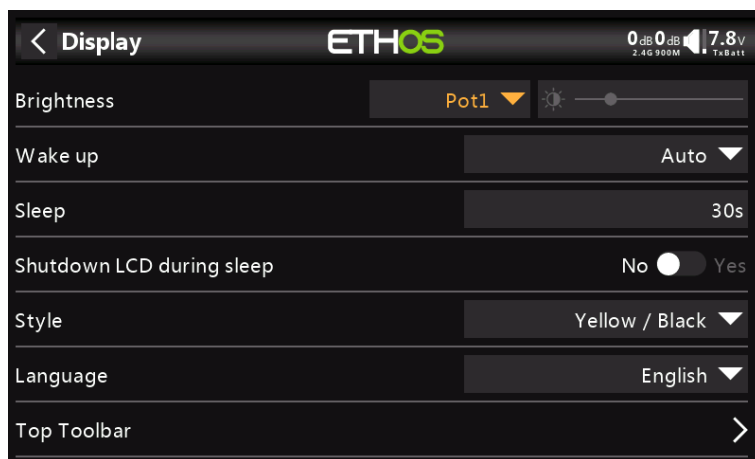 Display ETHOS 0dB 0dB 7.8V
2.4G 900M TxBatt
Brightness Pot1
Wake up Auto
Sleep 30s
Shutdown LCD during sleep No Yes
Style Yellow / Black
Language English
Top Toolbar